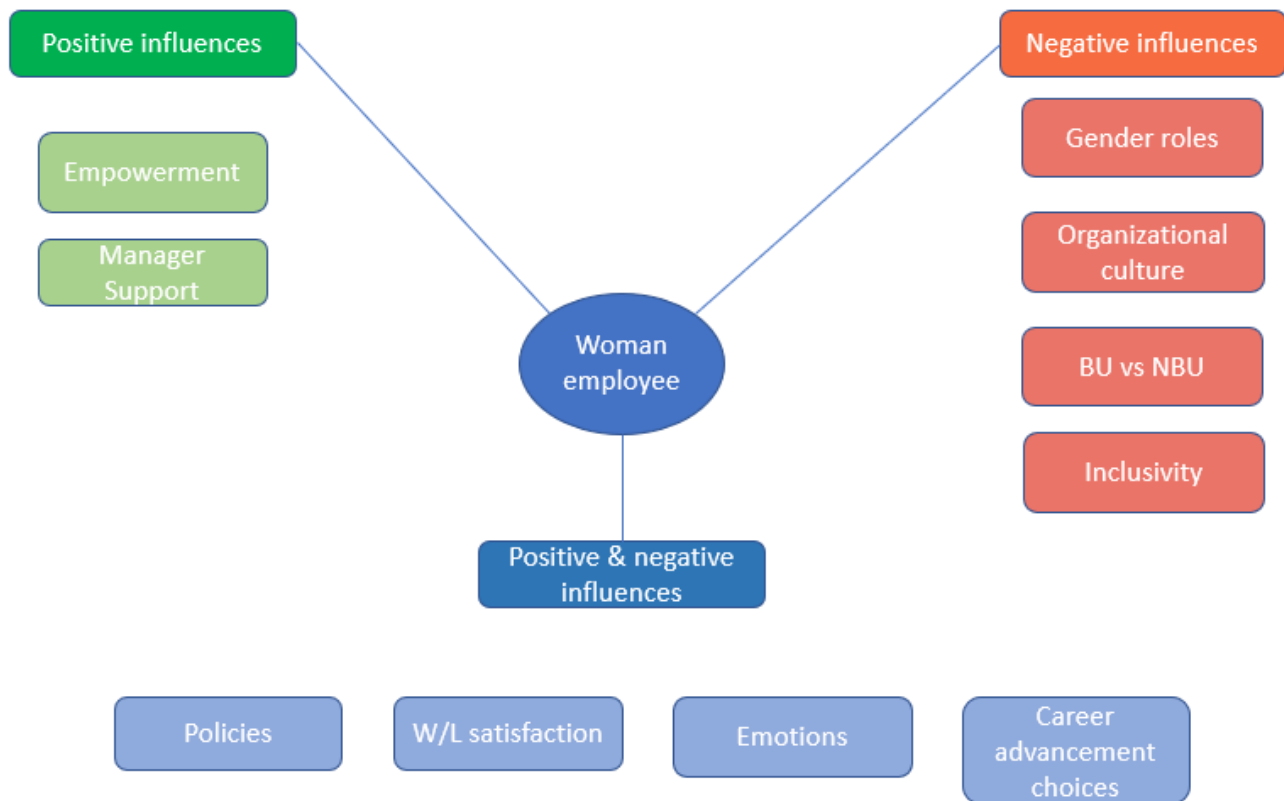 Positive influences
Negative influences
Empowerment
Manager
Support
Gender roles
Organizational
culture
BU vs NBU
Inclusivity
Woman
employee
Positive & negative
influences
Policies
W/L satisfaction
Emotions
Career
advancement
choices